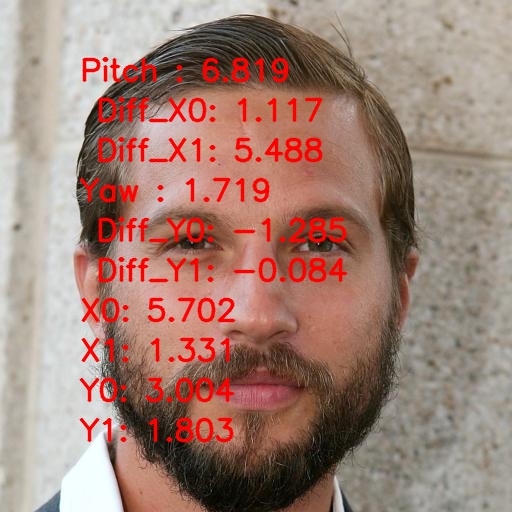 Pitch : 6.819
Diff_X0: 1.117
Diff_X1: 5.488
Yaw : 1.719
Diff_Y0: -1.285
Diff_Y1: -0.084
X0: 5.702
X1: 1.331
Y0: 3.004
Y1: 1.803